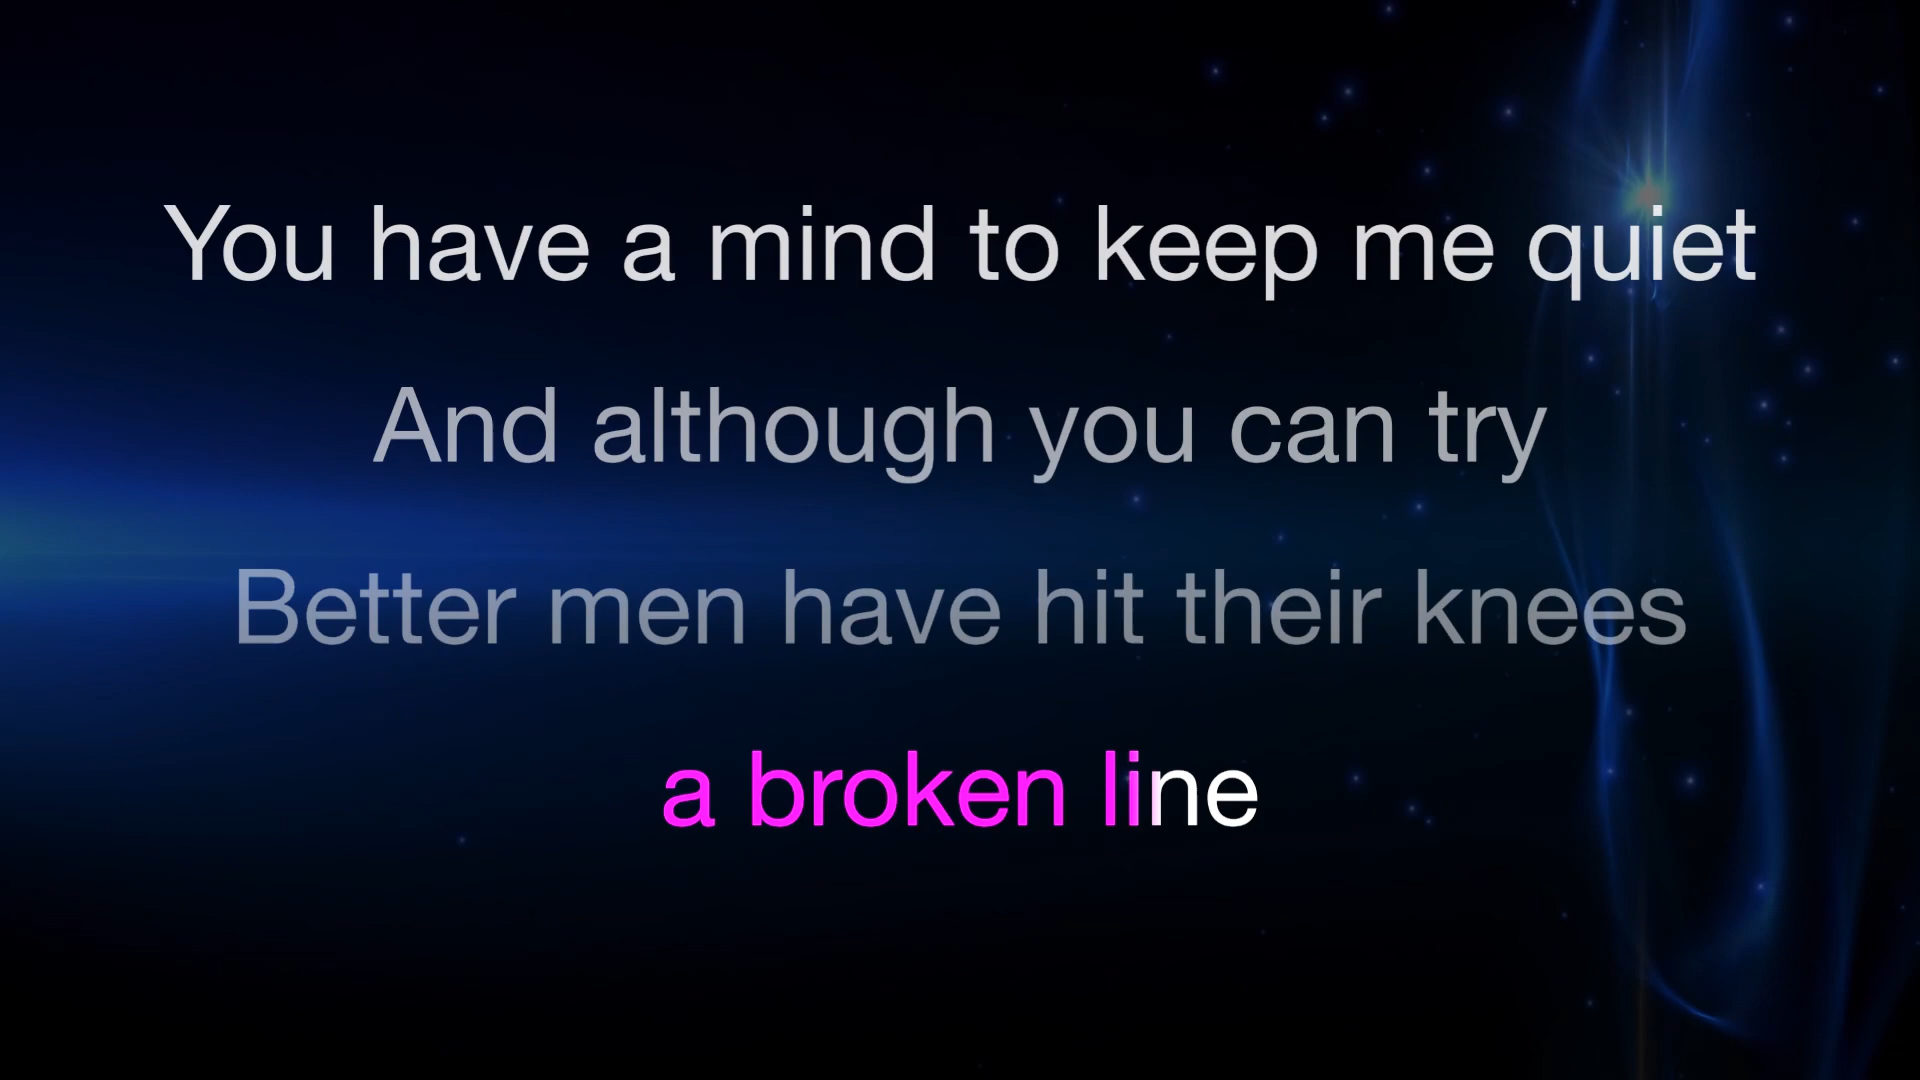 You have a mind to keep me quiet
And although you can try
Better men have hit their knees
a broken line